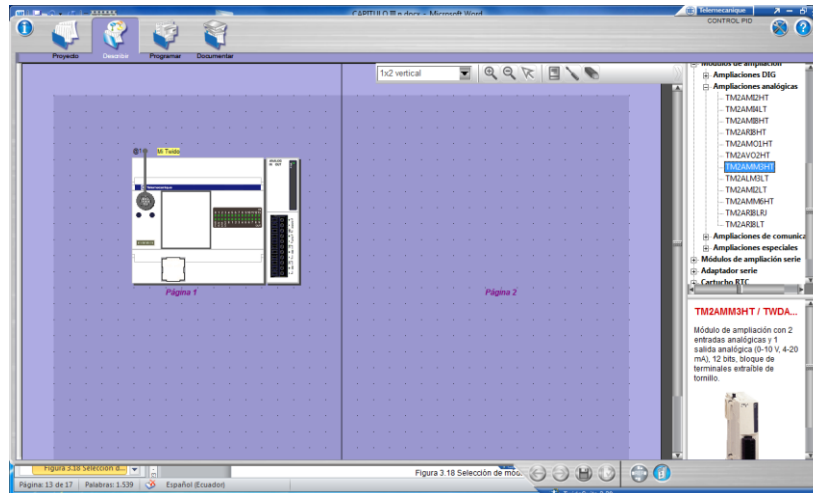 CAPITULO III n.docx - Microsoft Word
Telemecanique
CONTROL PID
Proyecto
Describir
Programar
Documentar
1x2 vertical
Módulos de ampliación
Ampliaciones DIG
Ampliaciones analógicas
TM2AMI2HT
TM2AMI4LT
TM2AMI8HT
TM2ARI8HT
TM2AMO1HT
TM2AVO2HT
TM2AMM3HT
TM2ALM3LT
TM2AMI2LT
TM2AMM6HT
TM2ARI8LRJ
TM2ARI8LT
Ampliaciones de comunica
Ampliaciones especiales
Módulos de ampliación serie
Adaptador serie
Cartucho RTC
Mi Twido
Página 1
Página 2
TM2AMM3HT / TWDA...
Módulo de ampliación con 2
entradas analógicas y 1
salida analógica (0-10 V, 4-20
mA), 12 bits, bloque de
terminales extraíble de
tornillo.
Figura 3.18 Selección d...
Figura 3.18 Selección de mód
Página: 13 de 17
Palabras: 1.539
Español (Ecuador)